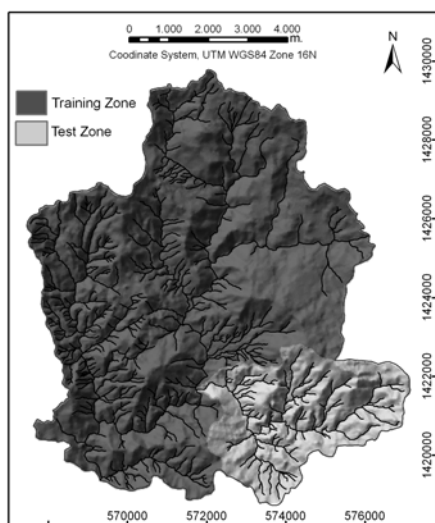 0 1.000 2.000 3.000 4.000
m.
Coodinate System, UTM WGS84 Zone 16N
N
Training Zone
Test Zone
1430000
1428000
1426000
1424000
1422000
1420000
570000 572000 574000 576000